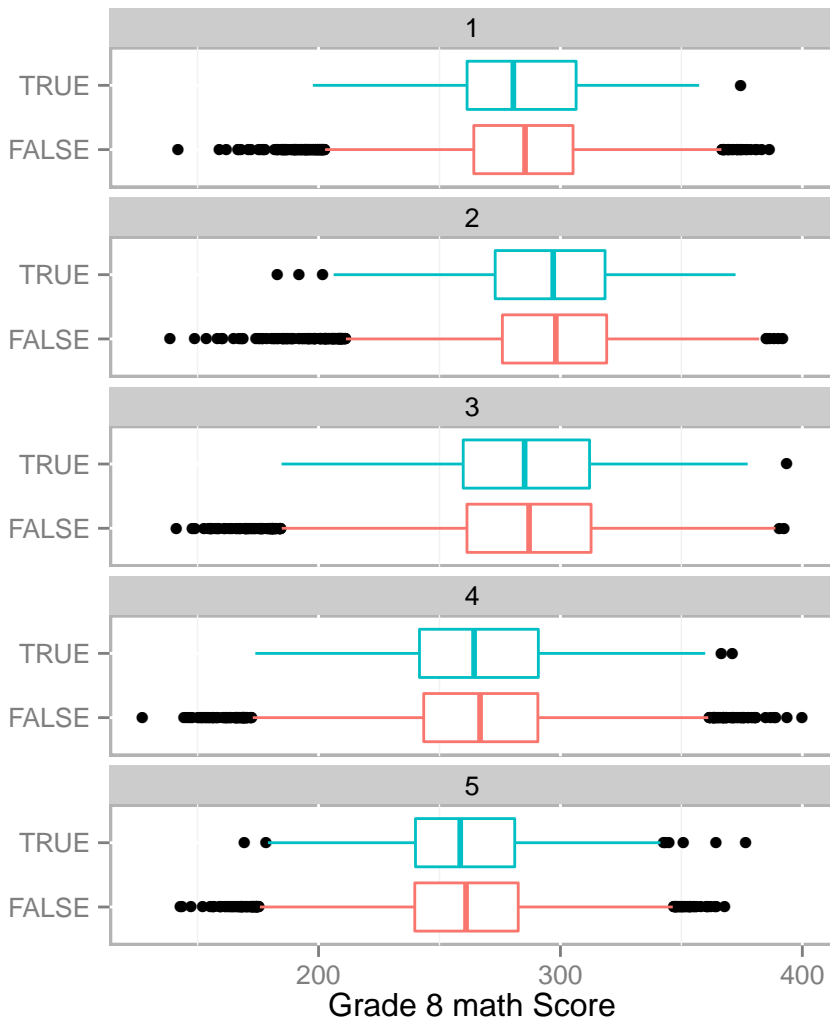 1
TRUE
FALSE
2
TRUE
FALSE
3
TRUE
FALSE
4
TRUE
FALSE
5
TRUE
FALSE
200 300 400
Grade 8 math Score